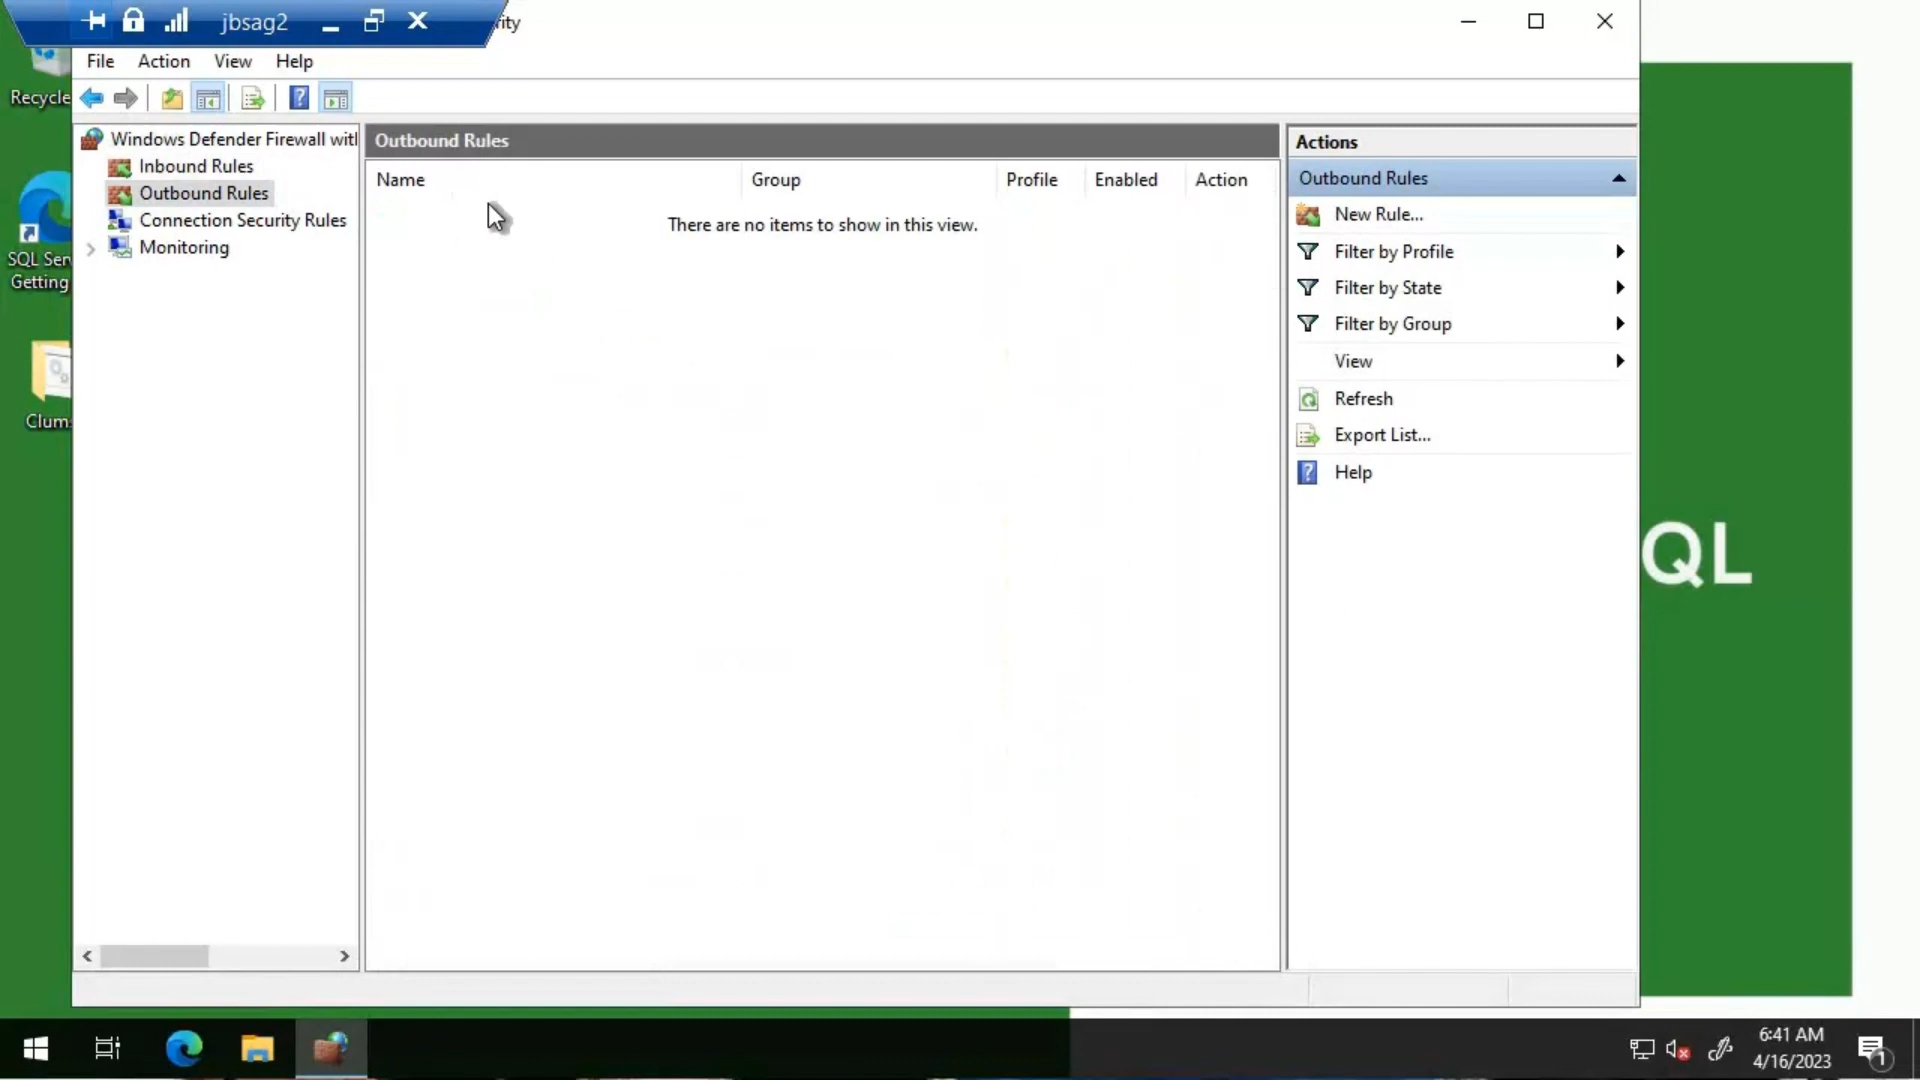 jbsag2
rity
File Action View Help
Recycle
Windows Defender Firewall witl
Inbound Rules
Outbound Rules
Connection Security Rules
Monitoring
Outbound Rules
Name Group Profile Enabled Action
There are no items to show in this view.
Actions
Outbound Rules
New Rule...
Filter by Profile
Filter by State
Filter by Group
View
Refresh
Export List...
Help
SQL Ser
Getting
Clum
QL
6:41 AM
4/16/2023
1